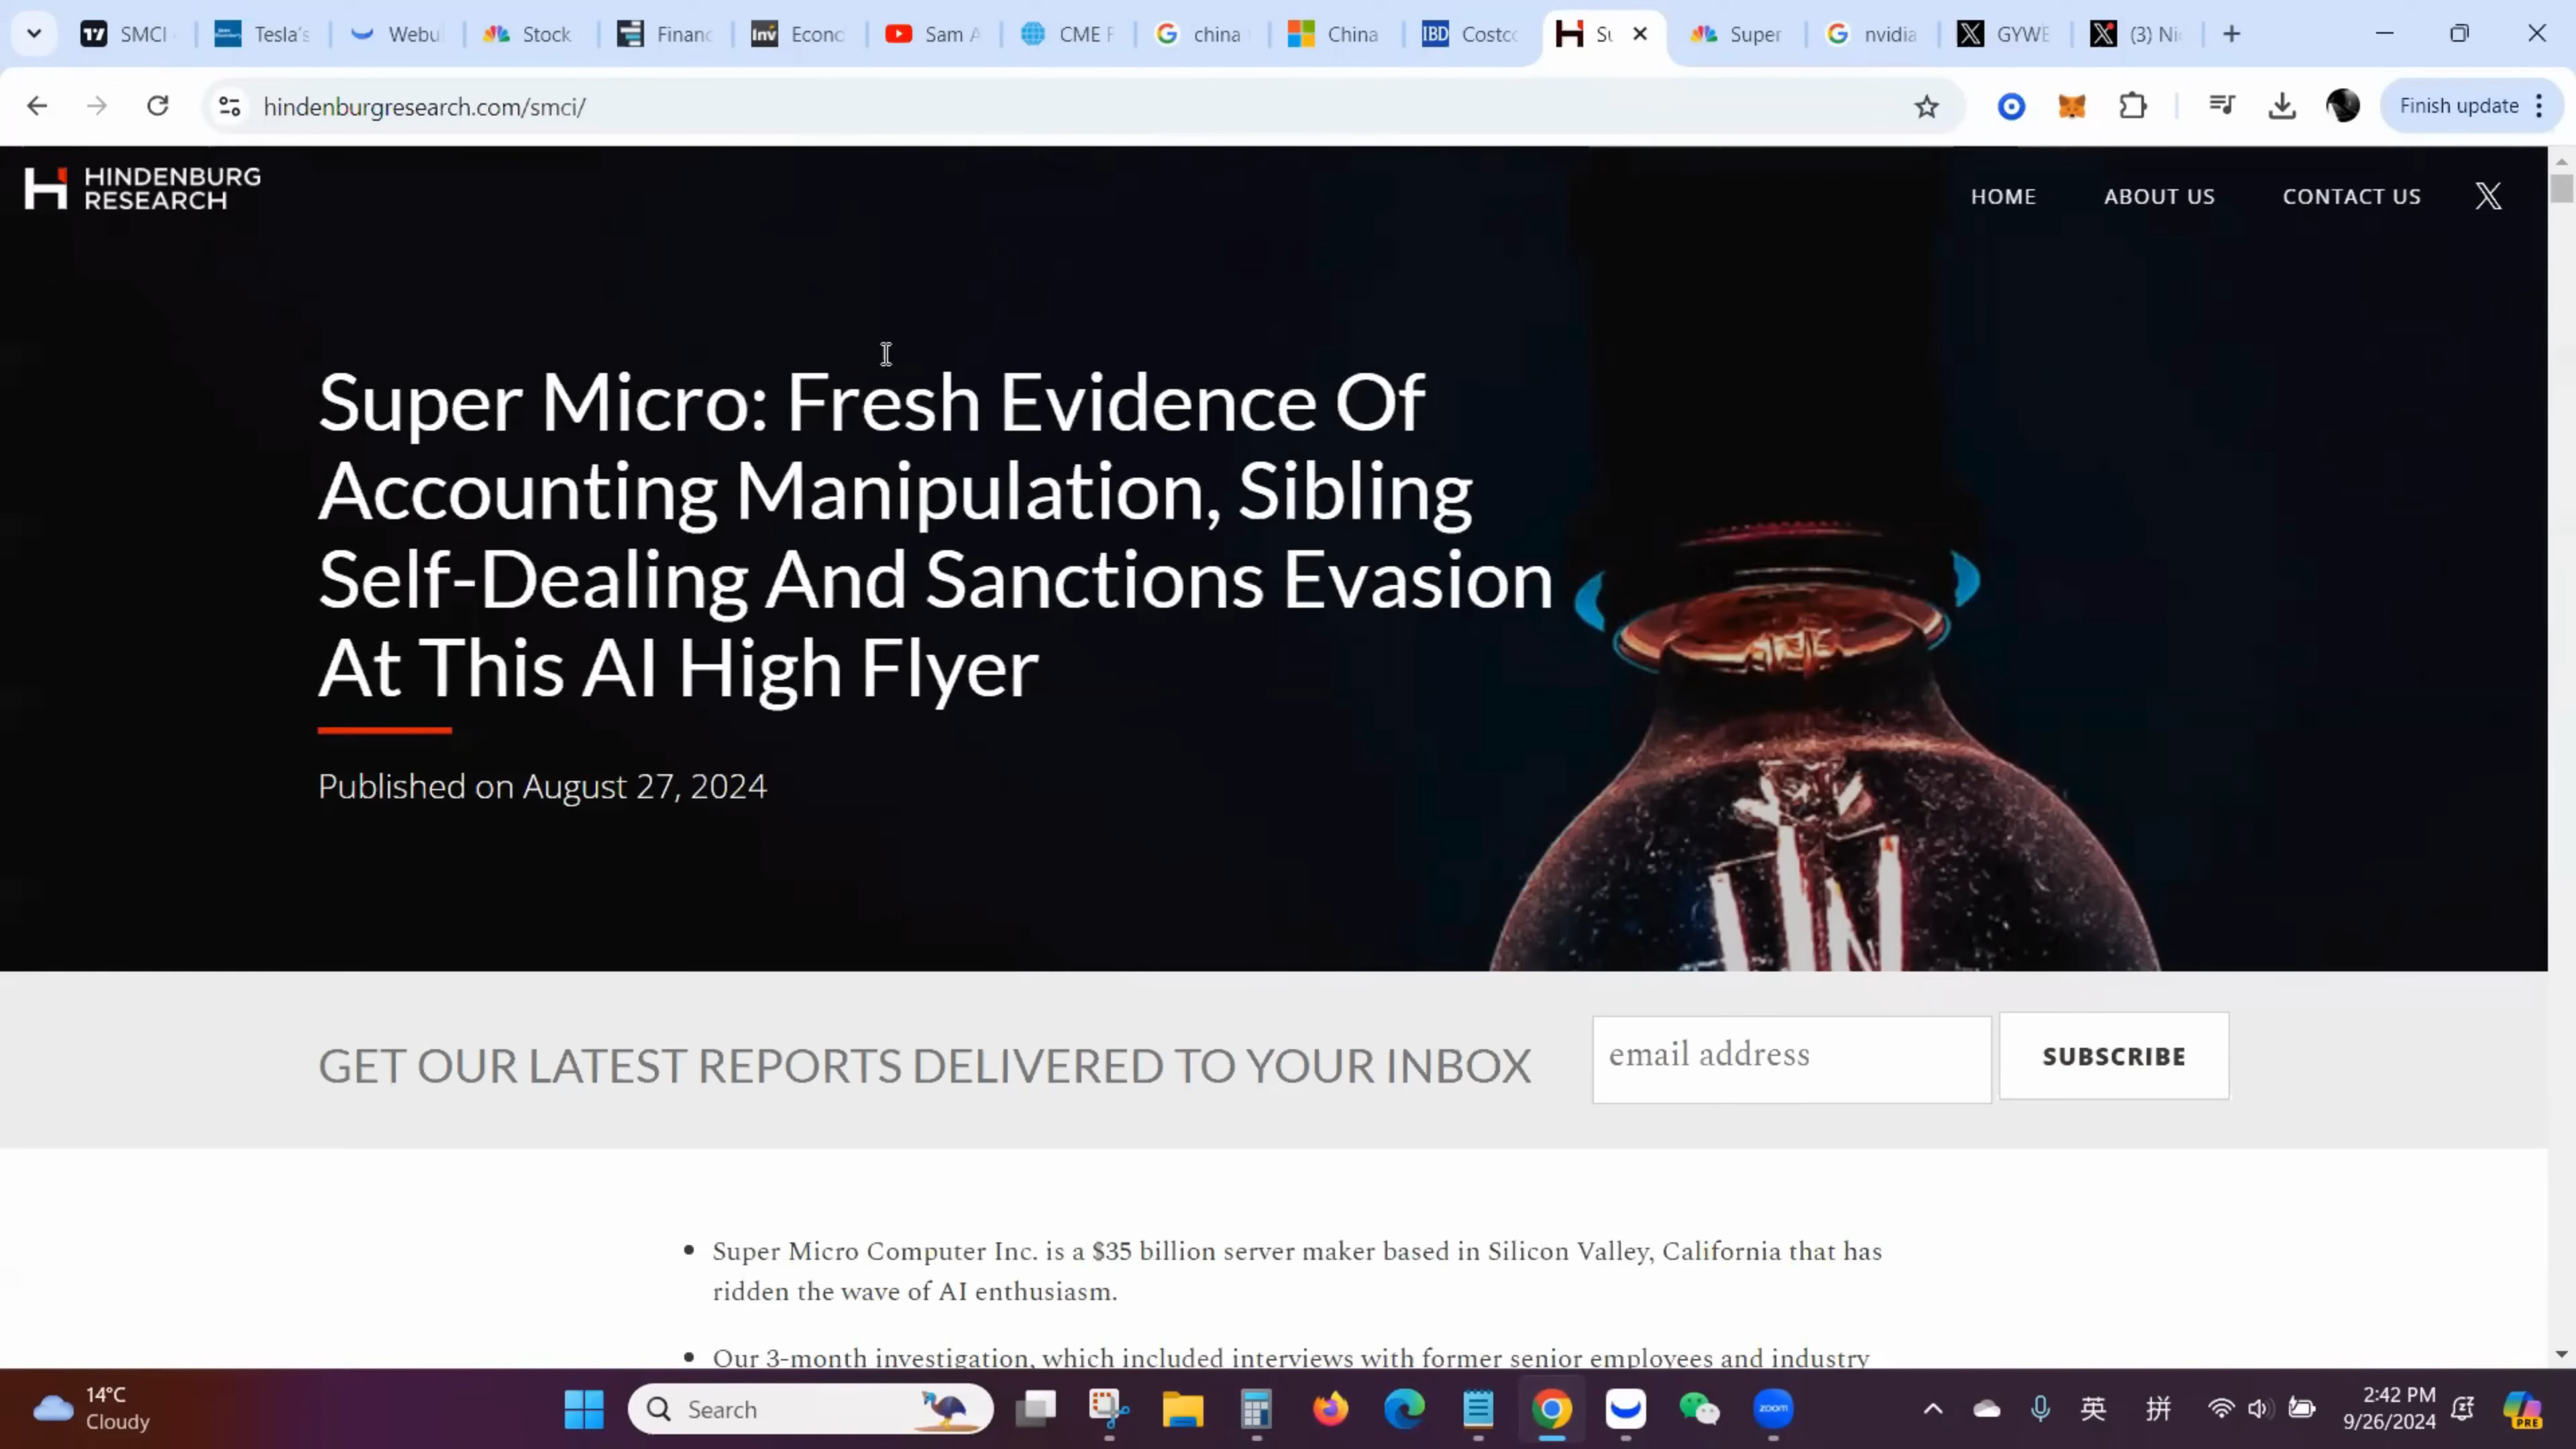 SMCI
Tesla's
Webul
Stock
Financ
Econo
Sam A
CME F
china
China
Costco
Su
Super
nvidia
GYWE
(3) Ni
hindenburgresearch.com/smci/
Finish update
HINDENBURG
RESEARCH
HOME
ABOUT US
CONTACT US
Super Micro: Fresh Evidence Of
Accounting Manipulation, Sibling
Self-Dealing And Sanctions Evasion
At This AI High Flyer
Published on August 27, 2024
GET OUR LATEST REPORTS DELIVERED TO YOUR INBOX
email address
SUBSCRIBE
• Super Micro Computer Inc. is a $35 billion server maker based in Silicon Valley, California that has
ridden the wave of AI enthusiasm.
• Our 3-month investigation, which included interviews with former senior employees and industry
14°C
Cloudy
Search
zoom
英
拼
2:42 PM
9/26/2024
PRE